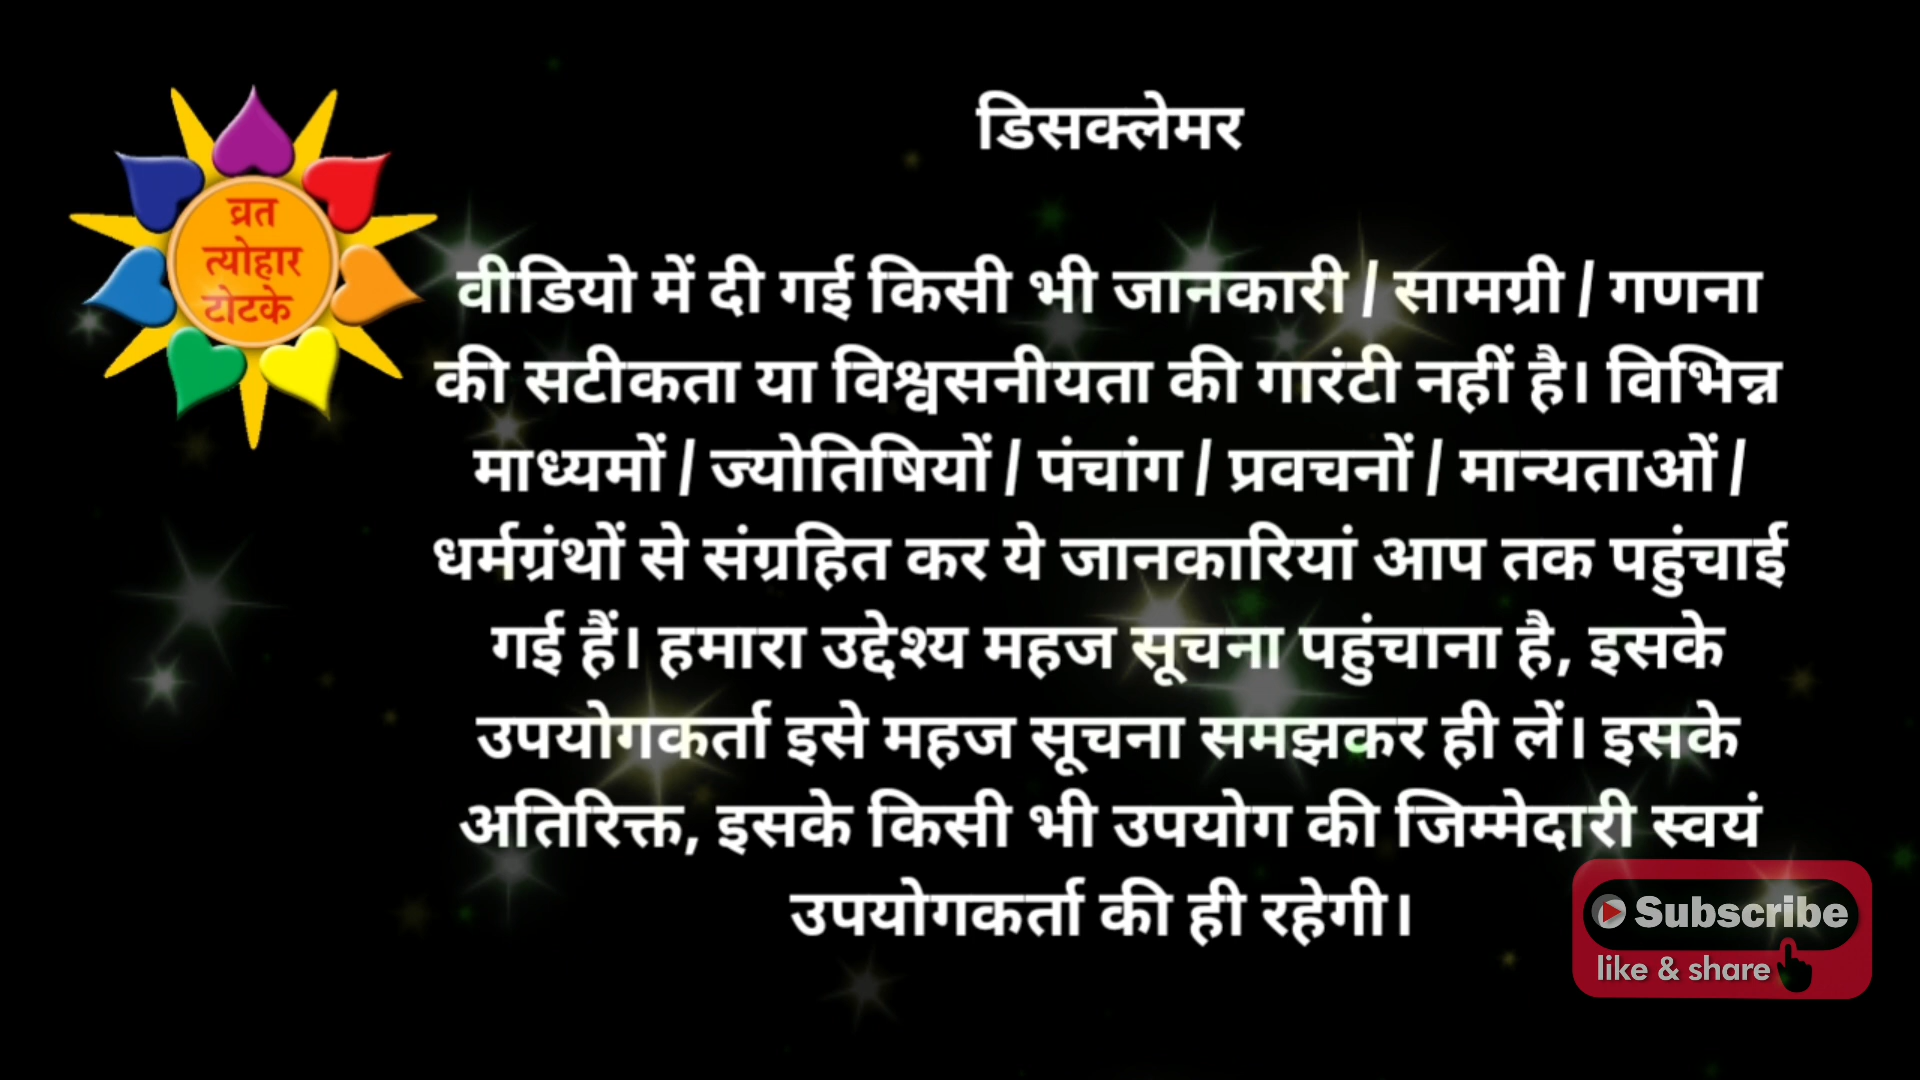 डिसक्लेमर
व्रत
त्योहार
टोटके
वीडियो में दी गई किसी भी जानकारी / सामग्री / गणना
की सटीकता या विश्वसनीयता की गारंटी नहीं है। विभिन्न
माध्यमों / ज्योतिषियों / पंचांग / प्रवचनों / मान्यताओं /
धर्मग्रंथों से संग्रहित कर ये जानकारियां आप तक पहुंचाई
गई हैं। हमारा उद्देश्य महज सूचना पहुंचाना है, इसके
उपयोगकर्ता इसे महज सूचना समझकर ही लें। इसके
अतिरिक्त, इसके किसी भी उपयोग की जिम्मेदारी स्वयं
उपयोगकर्ता की ही रहेगी।
Subscribe
like & share